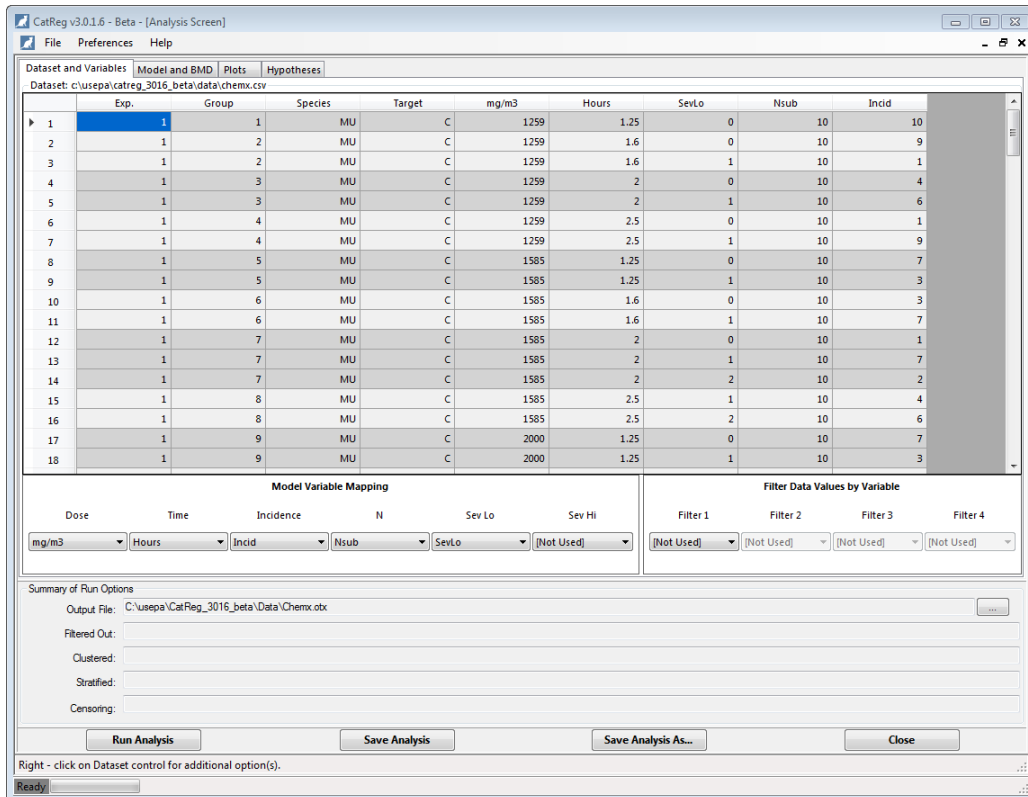 CatReg v3.0.1.6 - Beta - [Analysis Screen]
File Preferences Help
Dataset and Variables Model and BMD Plots Hypotheses
Dataset: c:\usepa\catreg_3016_beta\data\chemx.csv
Exp. Group Species Target mg/m3 Hours SevLo Nsub Incid
1 1 1 MU C 1259 1.25 0 10 10
2 1 2 MU C 1259 1.6 0 10 9
3 1 2 MU C 1259 1.6 1 10 1
4 1 3 MU C 1259 2 0 10 4
5 1 3 MU C 1259 2 1 10 6
6 1 4 MU C 1259 2.5 0 10 1
7 1 4 MU C 1259 2.5 1 10 9
8 1 5 MU C 1585 1.25 0 10 7
9 1 5 MU C 1585 1.25 1 10 3
10 1 6 MU C 1585 1.6 0 10 3
11 1 6 MU C 1585 1.6 1 10 7
12 1 7 MU C 1585 2 0 10 1
13 1 7 MU C 1585 2 1 10 7
14 1 7 MU C 1585 2 2 10 2
15 1 8 MU C 1585 2.5 1 10 4
16 1 8 MU C 1585 2.5 2 10 6
17 1 9 MU C 2000 1.25 0 10 7
18 1 9 MU C 2000 1.25 1 10 3
Model Variable Mapping Filter Data Values by Variable
Dose Time Incidence N Sev Lo Sev Hi Filter 1 Filter 2 Filter 3 Filter 4
mg/m3 Hours Incid Nsub SevLo [Not Used] [Not Used] [Not Used] [Not Used] [Not Used]
Summary of Run Options
Output File: C:\usepa\CatReg_3016_beta\Data\Chemx.otx ...
Filtered Out:
Clustered:
Stratified:
Censoring:
Run Analysis Save Analysis Save Analysis As... Close
Right - click on Dataset control for additional option(s).
Ready